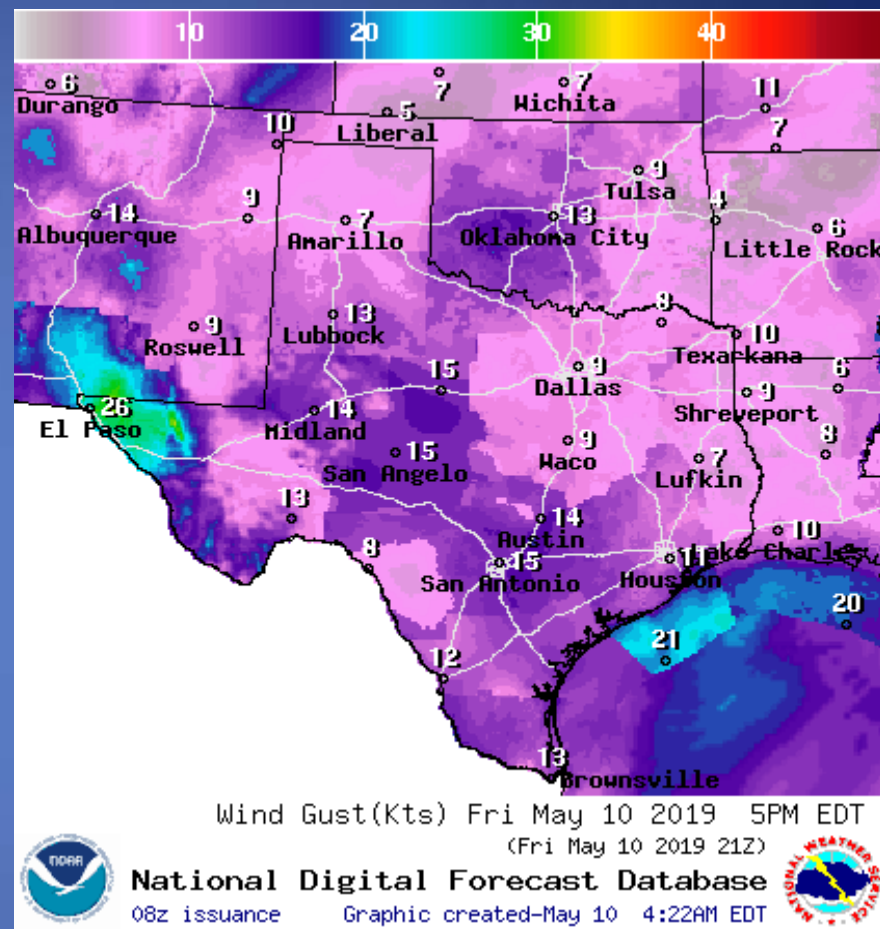 10 20 30 40
6 7 7 11
Durango Wichita
5
Liberal
10 7
9
Tulsa
14 9 7 13 4 6
Albuquerque Amarillo Oklahoma City Little Rock
9 13 8 10
Roswell Lubbock Texarkana
15 9 9 6
Dallas Shreveport
26 14
El Paso Midland
15 9 7 8
San Angelo Waco Lufkin
13 14 10
Austin Lake Charl
8 15 11
San Antonio Houston
20
21
12
13
Brownsville
Wind Gust(Kts) Fri May 10 2019 5PM EDT
(Fri May 10 2019 21Z)
NOAA
NATIONAL WEATHER SERVICE
National Digital Forecast Database
08z issuance Graphic created-May 10 4:22AM EDT